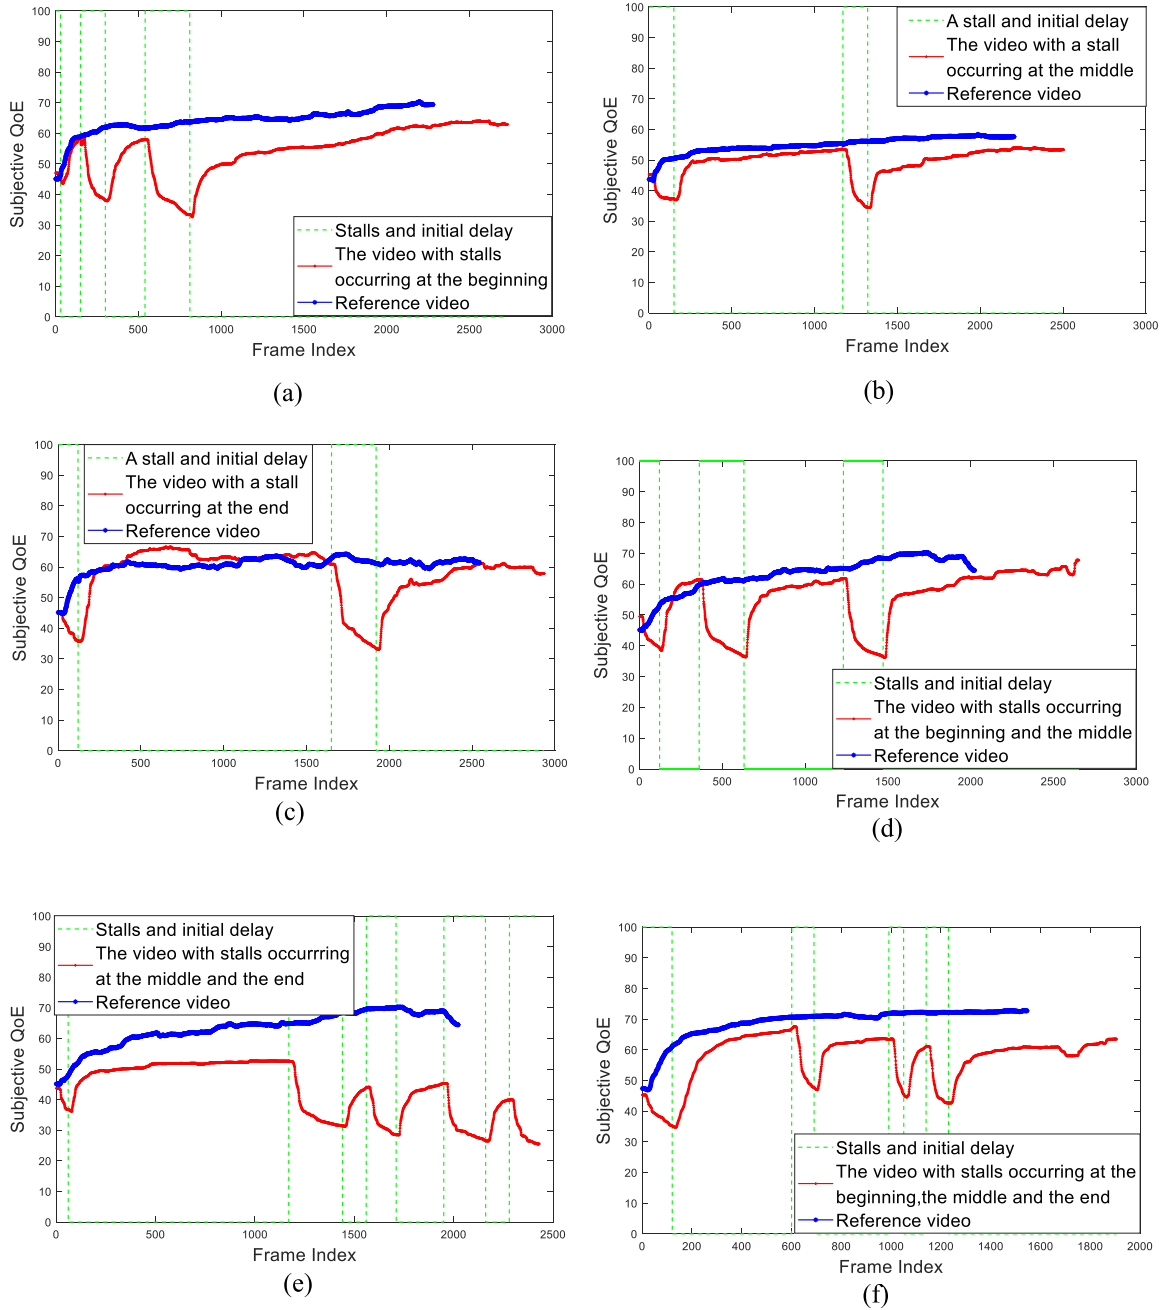 (a)
100
90
80
70
60
50
40
30
20
10
0
Subjective QoE
Stalls and initial delay
The video with stalls
occurring at the beginning
Reference video
0 500 1000 1500 2000 2500 3000
Frame Index
(a)
100
90
80
70
60
50
40
30
20
10
0
Subjective QoE
A stall and initial delay
The video with a stall
occurring at the middle
Reference video
0 500 1000 1500 2000 2500 3000
Frame Index
(b)
100
90
80
70
60
50
40
30
20
10
0
Subjective QoE
A stall and initial delay
The video with a stall
occurring at the end
Reference video
0 500 1000 1500 2000 2500 3000
Frame Index
(c)
100
90
80
70
60
50
40
30
20
10
0
Subjective QoE
Stalls and initial delay
The video with stalls occurring
at the beginning and the middle
Reference video
0 500 1000 1500 2000 2500 3000
Frame Index
(d)
100
90
80
70
60
50
40
30
20
10
0
Subjective QoE
Stalls and initial delay
The video with stalls occurrring
at the middle and the end
Reference video
0 500 1000 1500 2000 2500
Frame Index
(e)
100
90
80
70
60
50
40
30
20
10
0
Subjective QoE
Stalls and initial delay
The video with stalls occurring at the
beginning,the middle and the end
Reference video
0 200 400 600 800 1000 1200 1400 1600 1800 2000
Frame Index
(f)